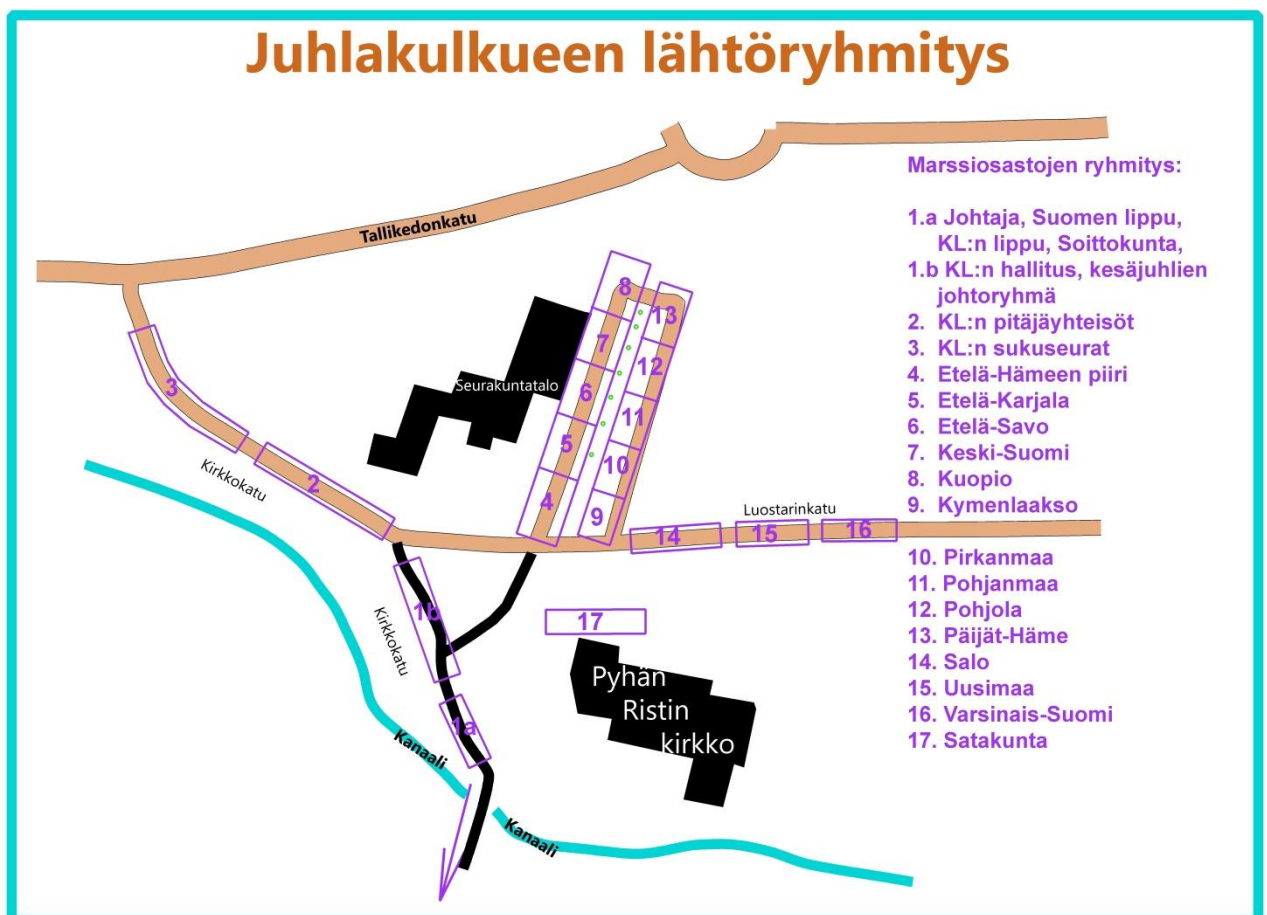 Juhlakulkueen lähtöryhmitys
Tallikedonkatu
Marssiosastojen ryhmitys:
1.a Johtaja, Suomen lippu,
KL:n lippu, Soittokunta,
1.b KL:n hallitus, kesäjuhlien
johtoryhmä
2. KL:n pitäjäyhteisöt
3. KL:n sukuseurat
4. Etelä-Hämeen piiri
5. Etelä-Karjala
6. Etelä-Savo
7. Keski-Suomi
8. Kuopio
9. Kymenlaakso
10. Pirkanmaa
11. Pohjanmaa
12. Pohjola
13. Päijät-Häme
14. Salo
15. Uusimaa
16. Varsinais-Suomi
17. Satakunta
8
13
7
12
Seurakuntatalo
6
11
3
5
10
Kirkkokatu
2
4
9
Luostarinkatu
14
15
16
1b
Kirkkokatu
17
Pyhän
Ristin
kirkko
1a
Kanaali
Kanaali